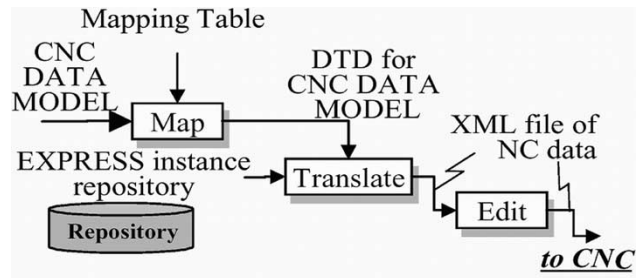 Mapping Table
CNC
DATA
MODEL
DTD for
CNC DATA
MODEL
Map
XML file of
NC data
EXPRESS instance
repository
Translate
Repository
Edit
to CNC